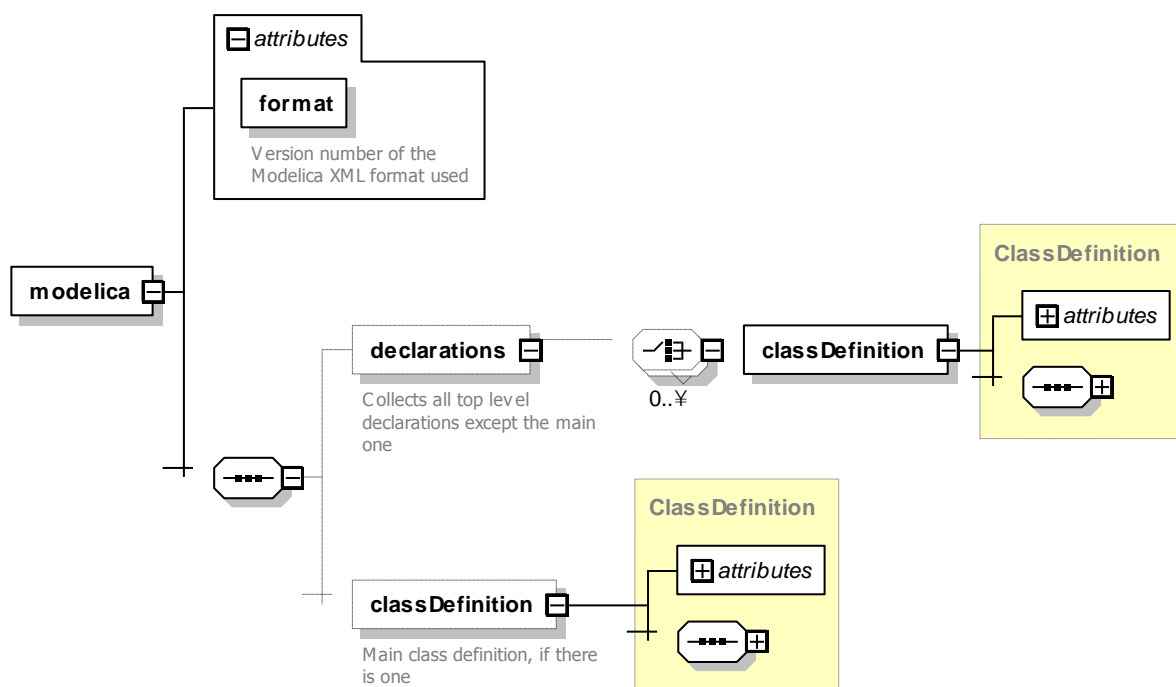 attributes
format
Version number of the
Modelica XML format used
modelica
ClassDefinition
attributes
declarations
classDefinition
0..¥
Collects all top level
declarations except the main
one
ClassDefinition
attributes
classDefinition
Main class definition, if there
is one